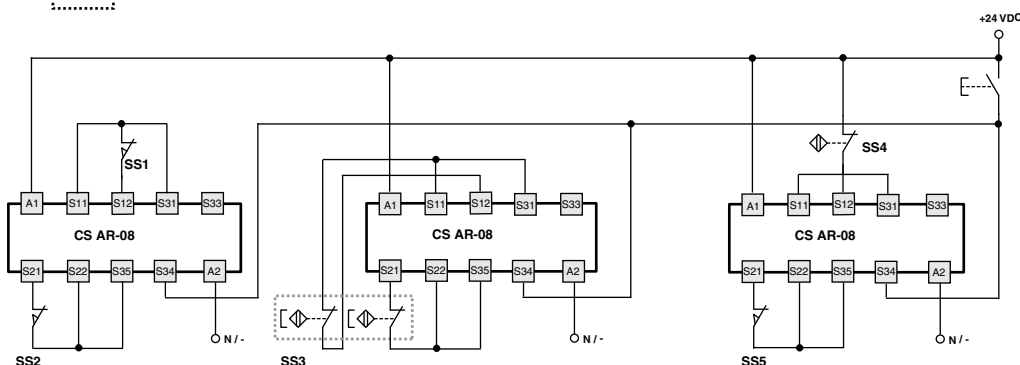 +24 VDC
SS1
SS4
A1 S11 S12 S31 S33
A1 S11 S12 S31 S33
A1 S11 S12 S31 S33
CS AR-08
CS AR-08
CS AR-08
S21 S22 S35 S34 A2
S21 S22 S35 S34 A2
S21 S22 S35 S34 A2
N / -
N / -
N / -
SS2
SS3
SS5